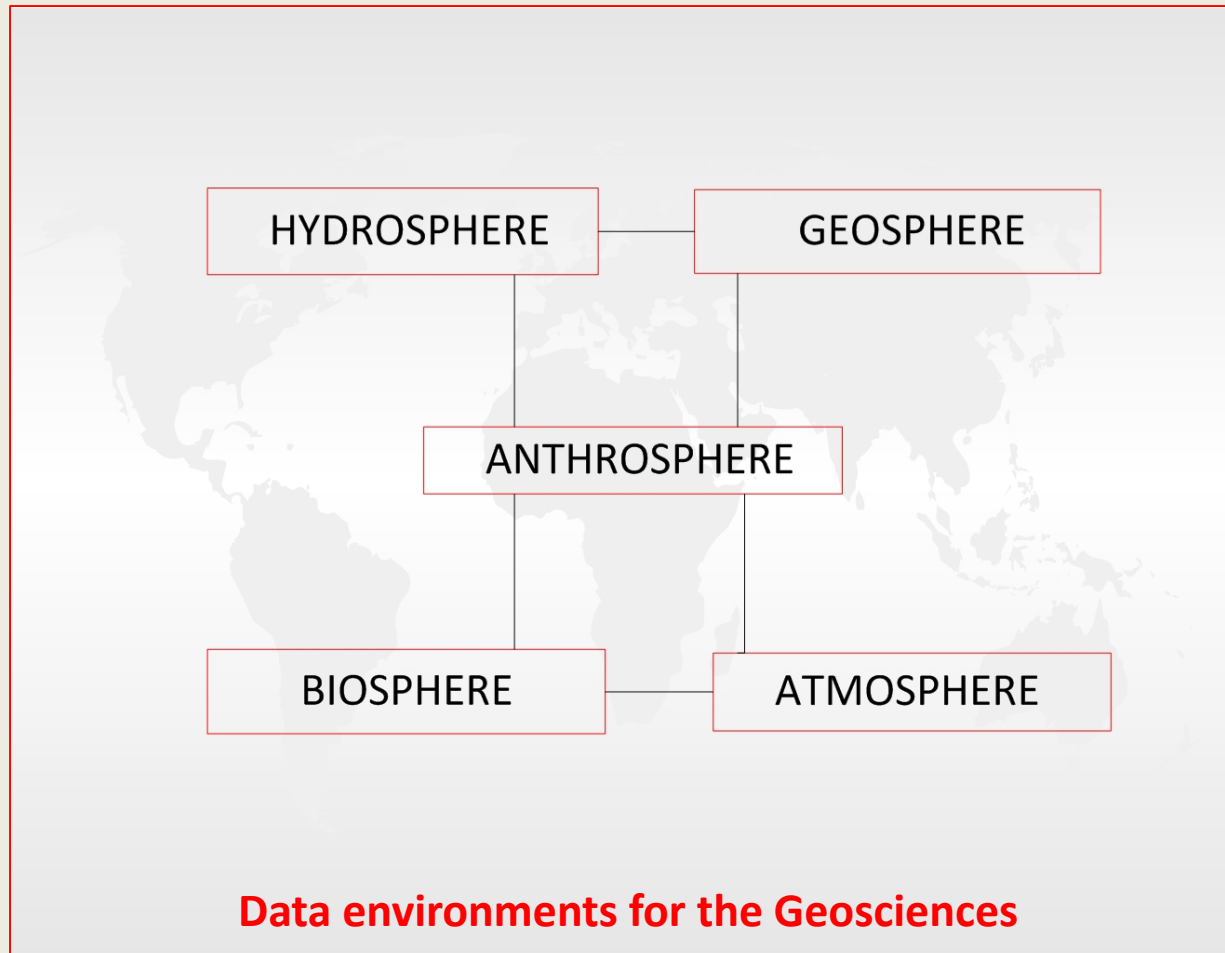 HYDROSPHERE
GEOSPHERE
ANTHROSPHERE
BIOSPHERE
ATMOSPHERE
Data environments for the Geosciences